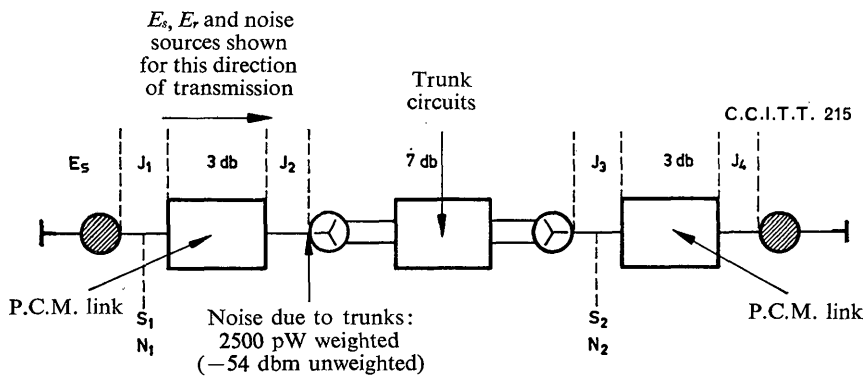 Es, Er and noise
sources shown
for this direction
of transmission
Trunk
circuits
C.C.I.T.T. 215
Es J1 3 db J2 7 db J3 3 db J4
P.C.M. link
S1
N1
Noise due to trunks:
2500 pW weighted
(−54 dbm unweighted)
S2
N2
P.C.M. link